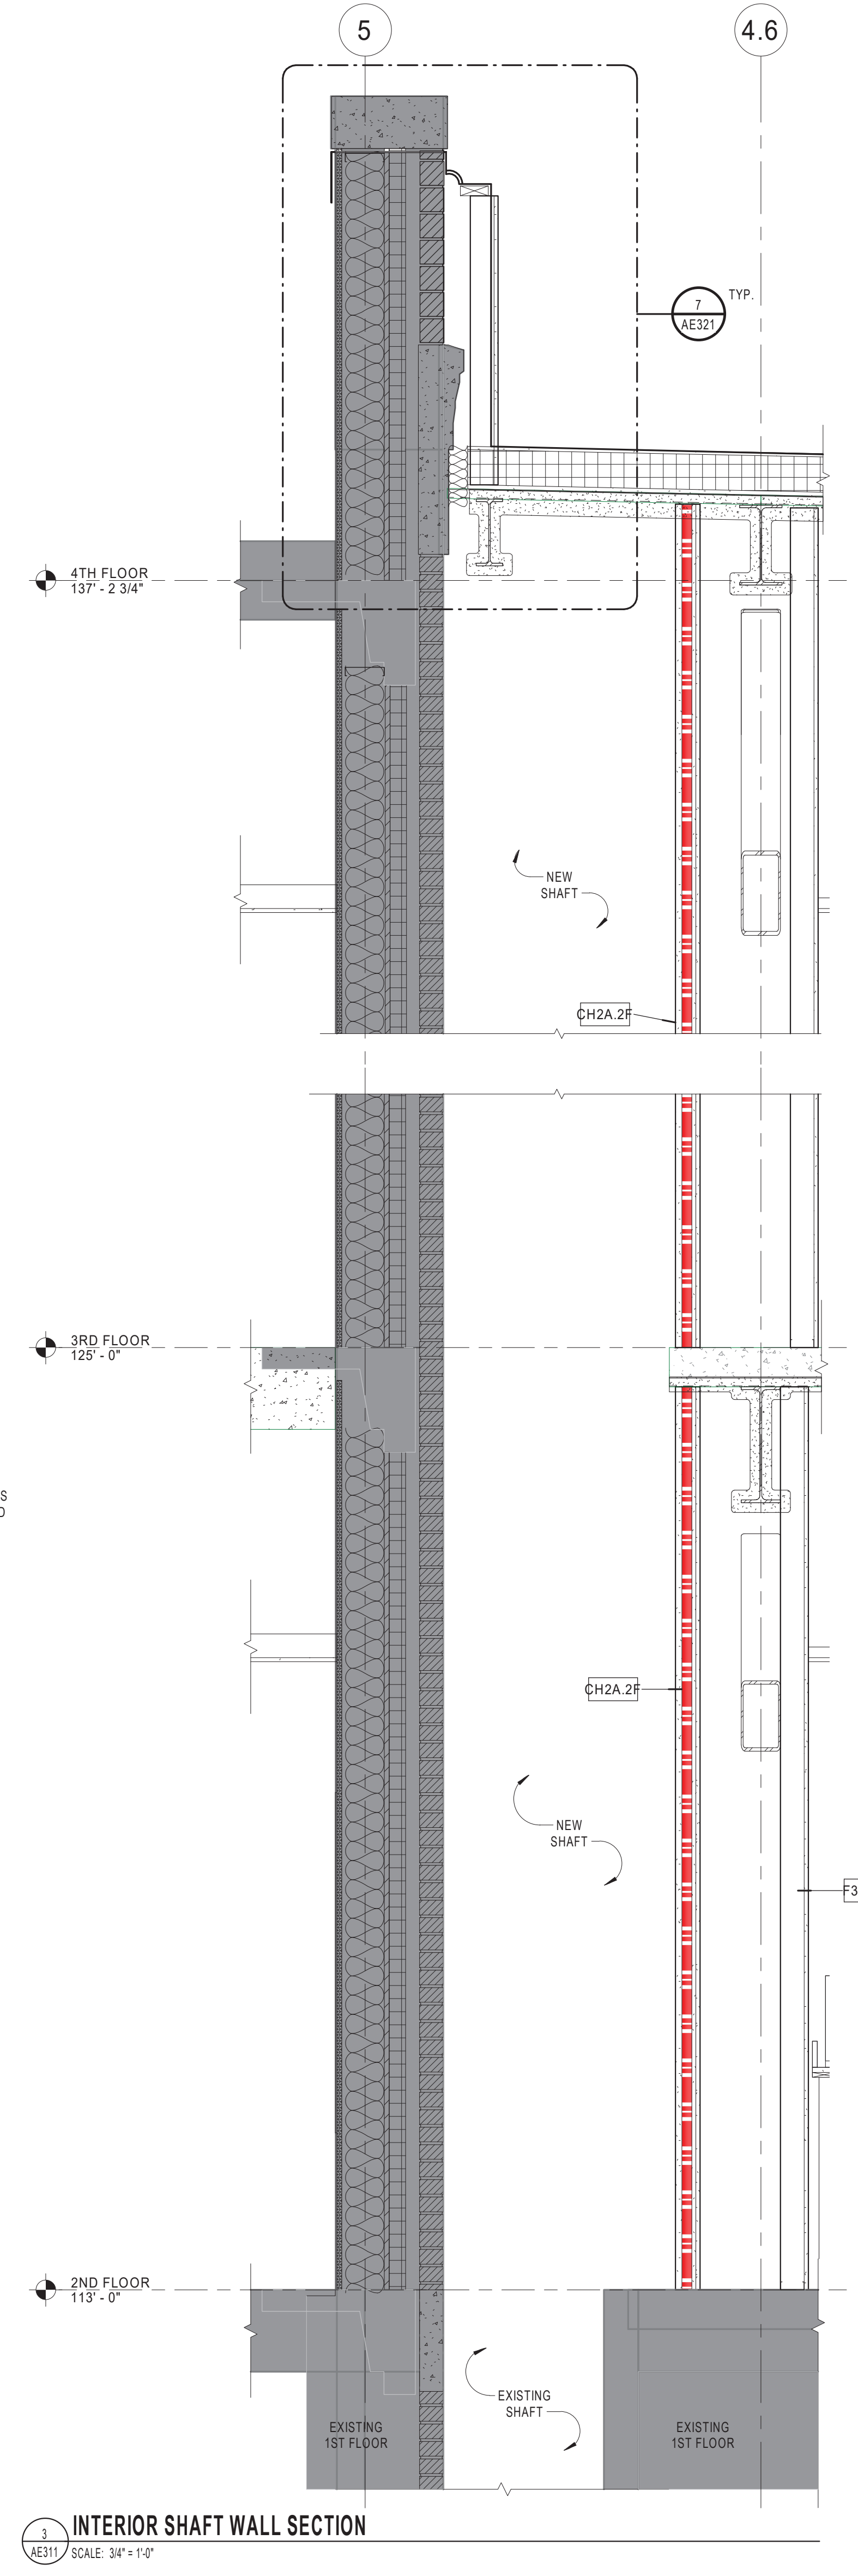 5
4.6
7
AE321
TYP.
4TH FLOOR
137' - 2 3/4"
NEW
SHAFT
CH2A.2F
3RD FLOOR
125' - 0"
S
D
CH2A.2F
NEW
SHAFT
F3
2ND FLOOR
113' - 0"
EXISTING
SHAFT
EXISTING
1ST FLOOR
EXISTING
1ST FLOOR
3
AE311
INTERIOR SHAFT WALL SECTION
SCALE: 3/4" = 1'-0"